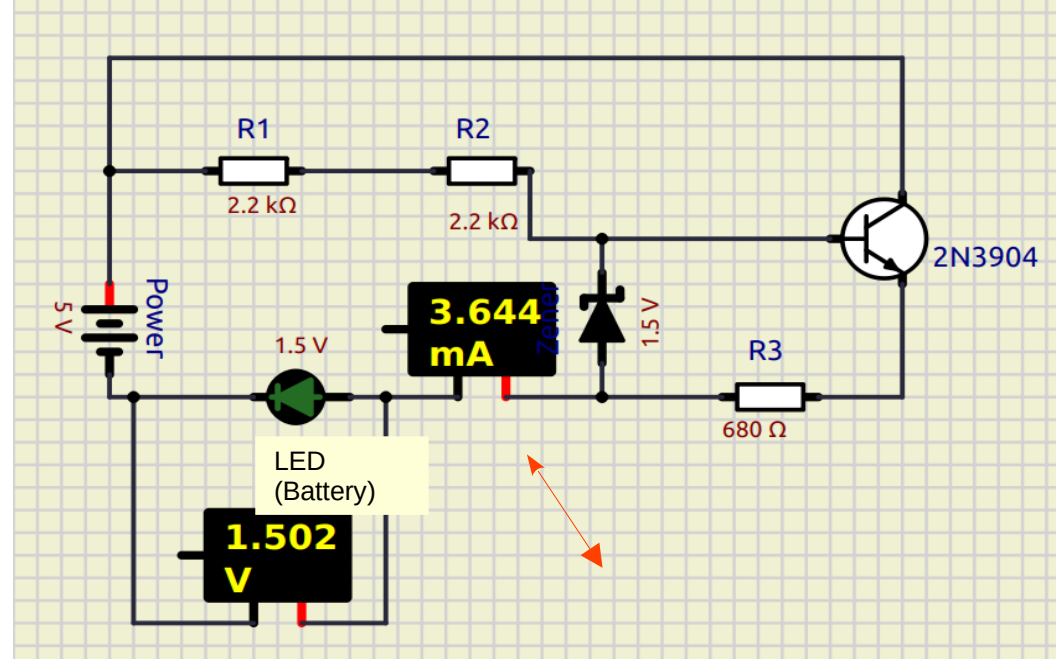 R1
R2
2.2 kΩ
2.2 kΩ
2N3904
Power
5 V
3.644
mA
Zener
1.5 V
1.5 V
R3
680 Ω
LED
(Battery)
1.502
V